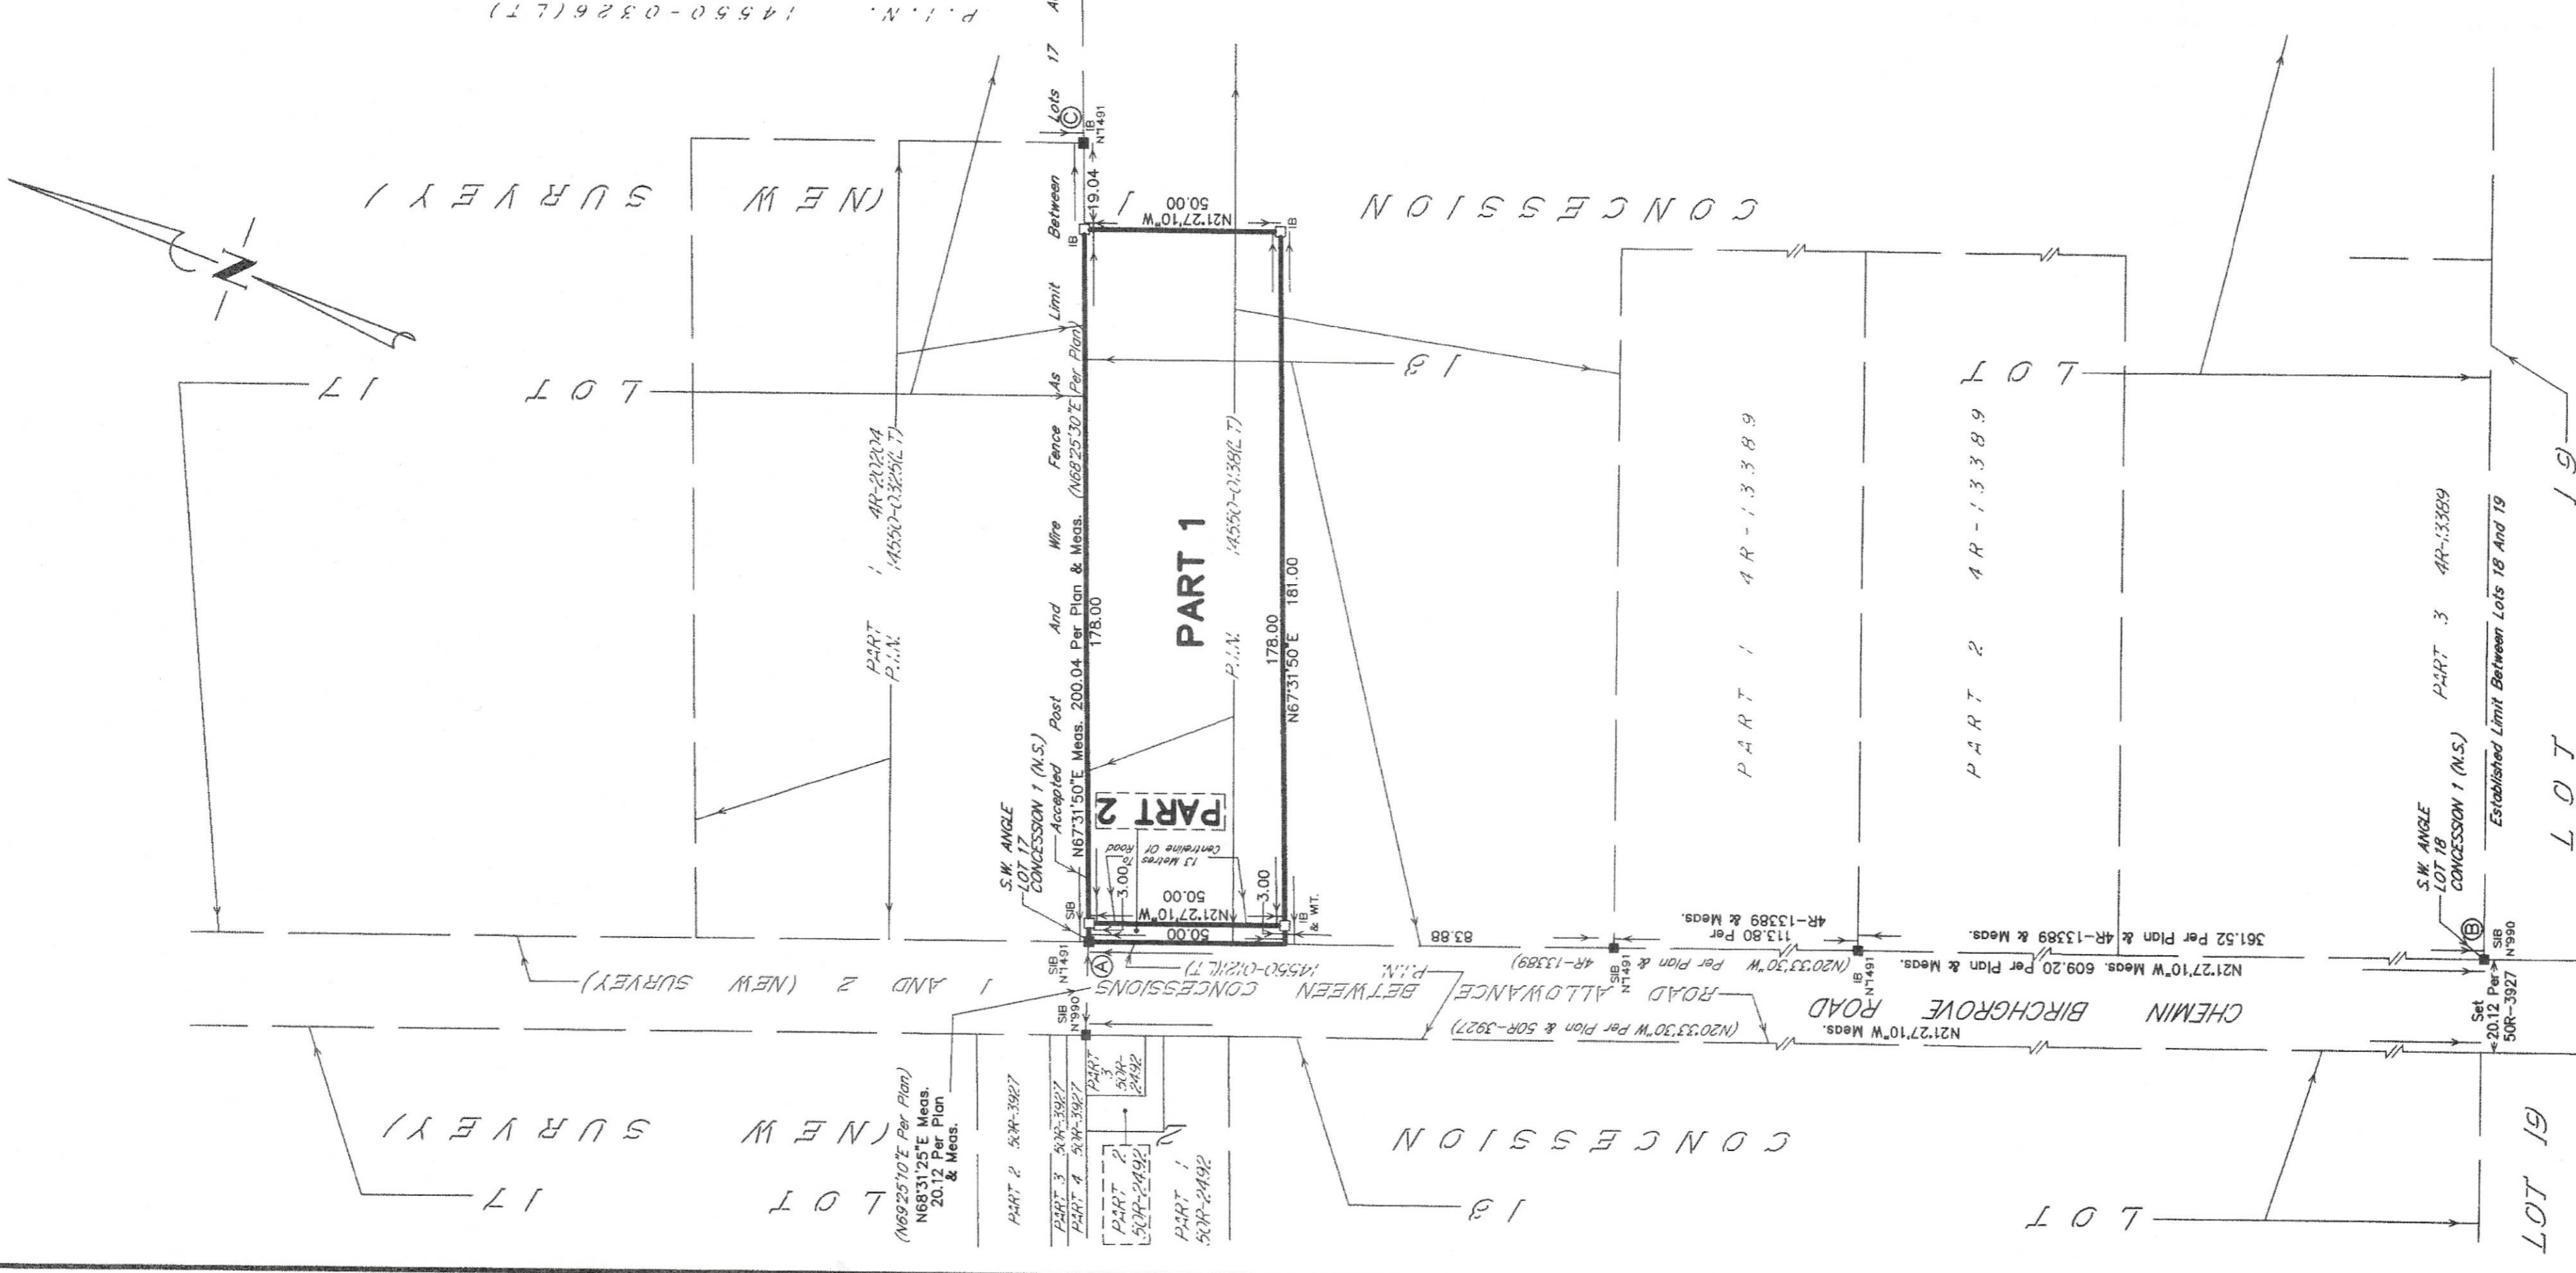 P.I.N. 14550-0326(LT)
Lots 17
Between
Limit
As
Fence
Wire
And
Post
Accepted
C
IB
N'1491
19.04
(NEW SURVEY)
1
CONCESSION
N
N21°27'10"W
50.00
IB
IB
LOT 17
LOT 18
PART 1 4R-20204
P.I.N. 14550-0325(LT)
(N68°25'30"E Per Plan)
N67°31'50"E Meas. 200.04 Per Plan & Meas.
178.00
PART 1
P.I.N. 14550-0138(LT)
178.00
N67°31'50"E 181.00
PART 1 4R-13389
PART 2 4R-13389
PART 3 4R-13389
Established Limit Between Lots 18 And 19
LOT 19
S.W. ANGLE
LOT 17
CONCESSION 1 (N.S.)
PART 2
13 Metres To
Centreline Of Road
3.00
3.00
N21°27'10"W
50.00
50.00
SIB
IB
& WT.
SIB
N'1491
A
P.I.N. 14550-0121(LT)
83.88
SIB
N'1491
113.80 Per
4R-13389 & Meas.
IB
N'1491
361.52 Per Plan & 4R-13389 & Meas.
N21°27'10"W Meas. 609.20 Per Plan & Meas.
(N20°33'30"W Per Plan & 4R-13389)
S.W. ANGLE
LOT 18
CONCESSION 1 (N.S.)
B
SIB
N'990
Set
20.12 Per
50R-3927
ROAD ALLOWANCE BETWEEN CONCESSIONS 1 AND 2 (NEW SURVEY)
CHEMIN BIRCHGROVE ROAD
N21°27'10"W Meas.
(N20°33'30"W Per Plan & 50R-3927)
SIB
N'990
(N69°25'10"E Per Plan)
N68°31'25"E Meas.
20.12 Per Plan
& Meas.
PART 2 50R-3927
PART 3 50R-3927
PART 4 50R-3927
PART
3
50R-
2492
PART 2
50R-2492
PART 1
50R-2492
CONCESSION 2 (NEW SURVEY)
LOT 17
LOT 18
LOT 19